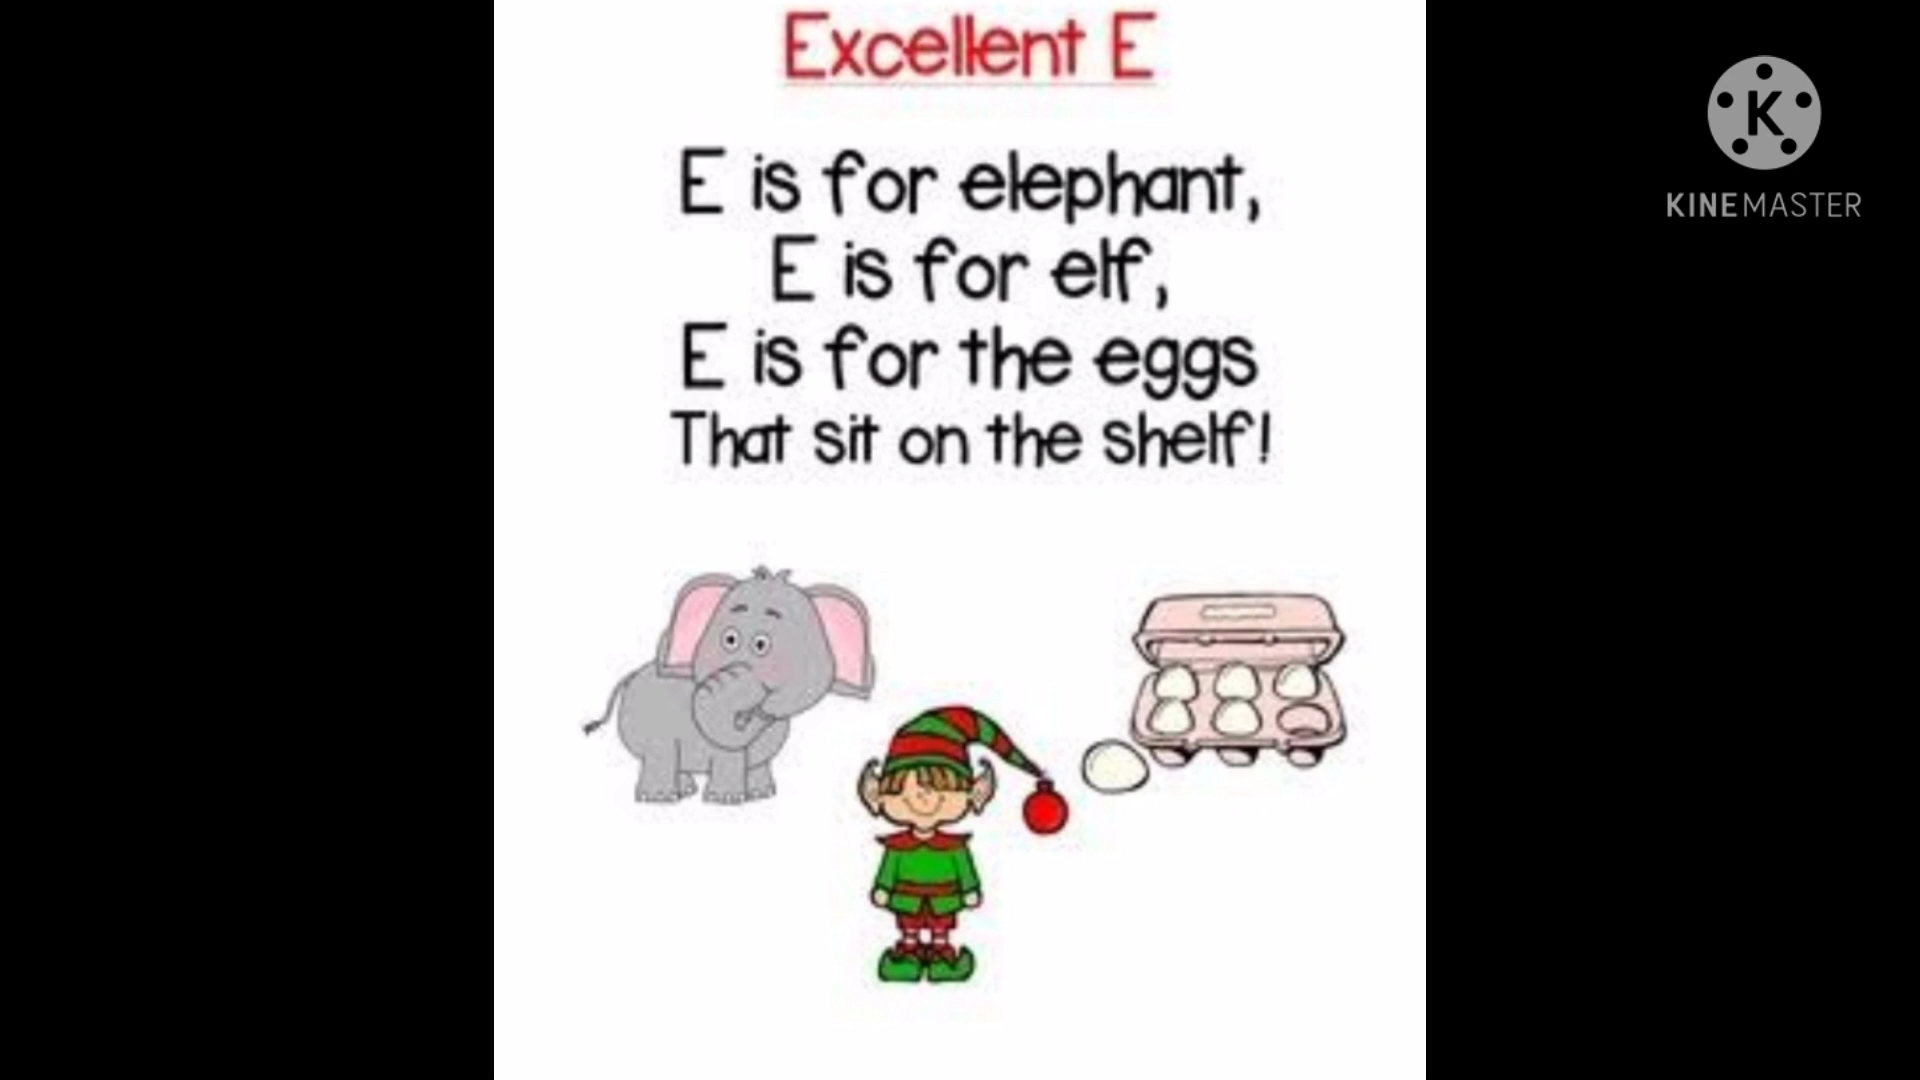 Excellent E
E is for elephant,
E is for elf,
E is for the eggs
That sit on the shelf!
K
KINEMASTER